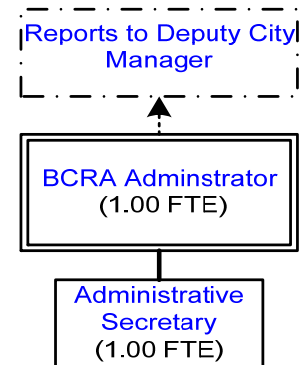 Reports to Deputy City
Manager
BCRA Adminstrator
(1.00 FTE)
Administrative
Secretary
(1.00 FTE)